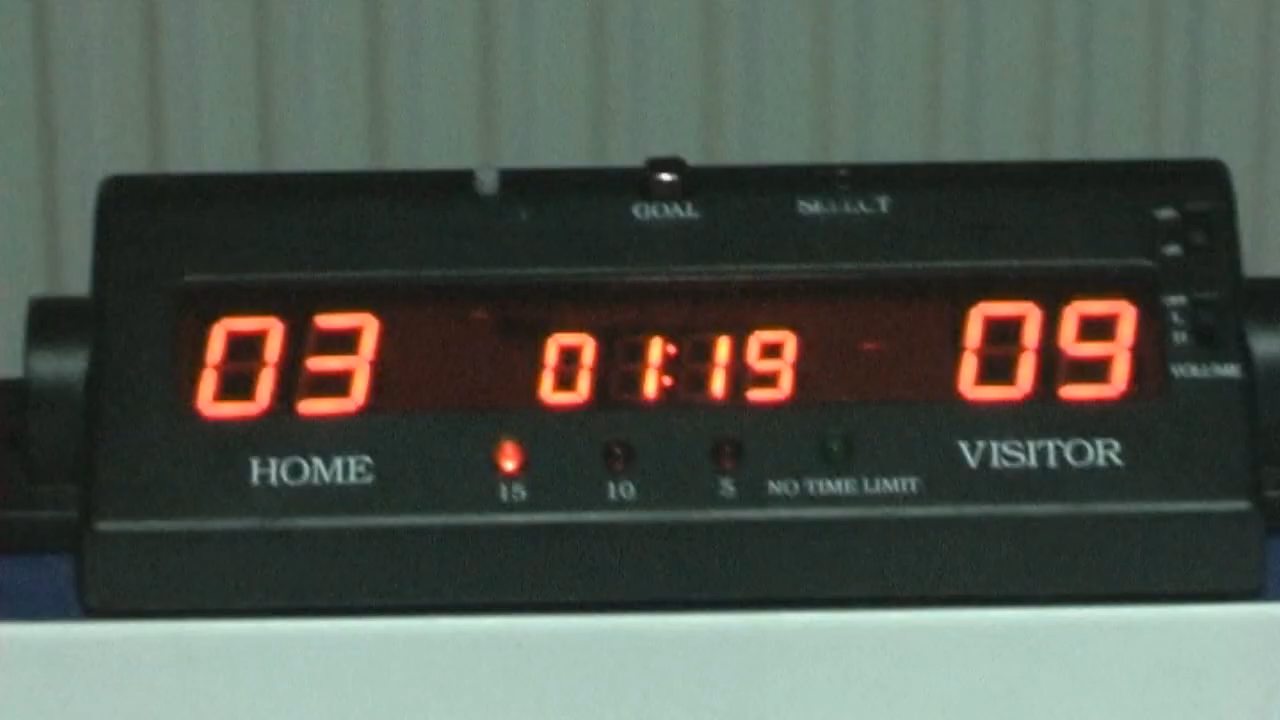 GOAL SELECT
03 01:19 09
VOLUME
HOME VISITOR
15 10 5 NO TIME LIMIT